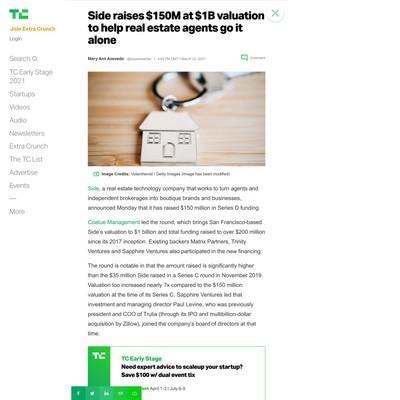 TC
Join Extra Crunch
Login
Search
TC Early Stage
2021
Startups
Videos
Audio
Newsletters
Extra Crunch
The TC List
Advertise
Events
—
More
Side raises $150M at $1B valuation
to help real estate agents go it
alone
Mary Ann Azevedo
Comment
Image Credits: Volanthevist / Getty Images (Image has been modified)
Side, a real estate technology company that works to turn agents and
independent brokerages into boutique brands and businesses,
announced Monday that it has raised $150 million in Series D funding.
Coatue Management led the round, which brings San Francisco-based
Side's valuation to $1 billion and total funding raised to over $200 million
since its 2017 inception. Existing backers Matrix Partners, Trinity
Ventures and Sapphire Ventures also participated in the new financing.
The round is notable in that the amount raised is significantly higher
than the $35 million Side raised in a Series C round in November 2019.
Valuation too increased nearly 7x compared to the $150 million
valuation at the time of its Series C. Sapphire Ventures led that
investment and managing director Paul Levine, who was previously
president and COO of Trulia (through its IPO and multibillion-dollar
acquisition by Zillow), joined the company's board of directors at that
time.
TC
TC Early Stage
Need expert advice to scaleup your startup?
Save $100 w/ dual event tix
April 1-2 | July 8-9